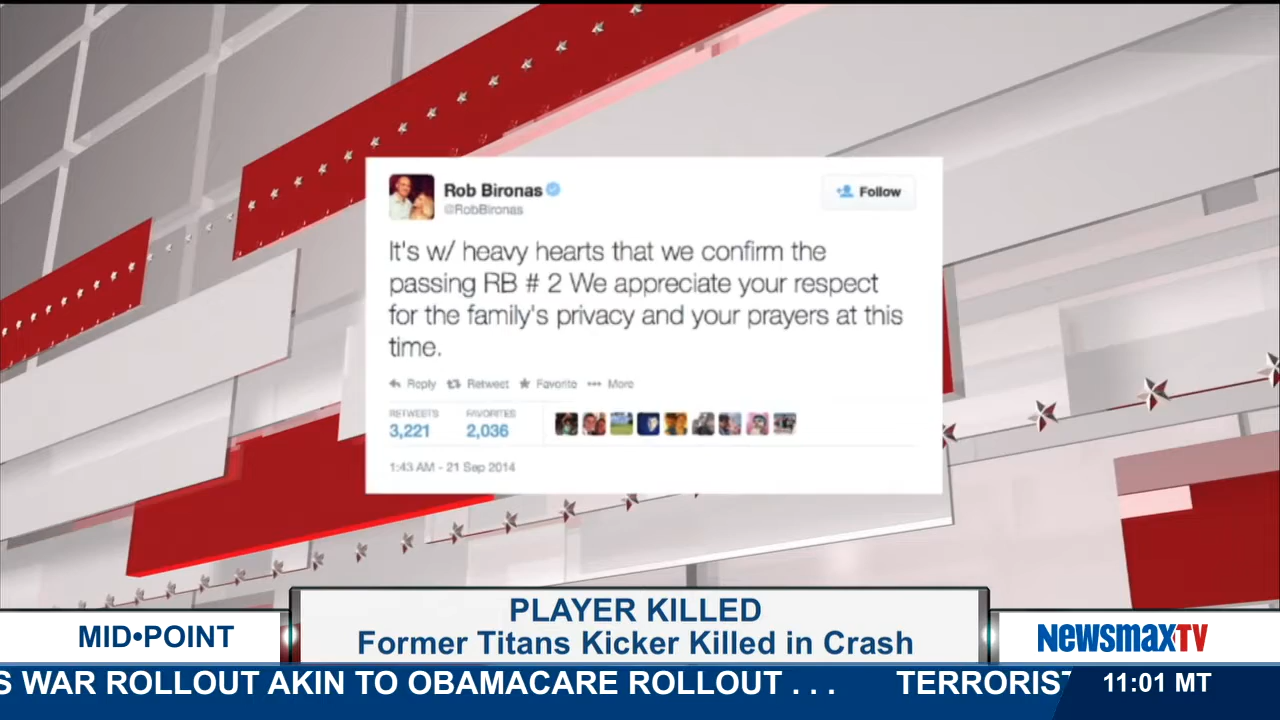 Rob Bironas
@RobBironas
Follow
It's w/ heavy hearts that we confirm the
passing RB # 2 We appreciate your respect
for the family's privacy and your prayers at this
time.
Reply Retweet Favorite More
RETWEETS FAVORITES
3,221 2,036
1:43 AM - 21 Sep 2014
PLAYER KILLED
Former Titans Kicker Killed in Crash
MID•POINT
NEWSMAXTV
S WAR ROLLOUT AKIN TO OBAMACARE ROLLOUT . . . TERRORIST
11:01 MT